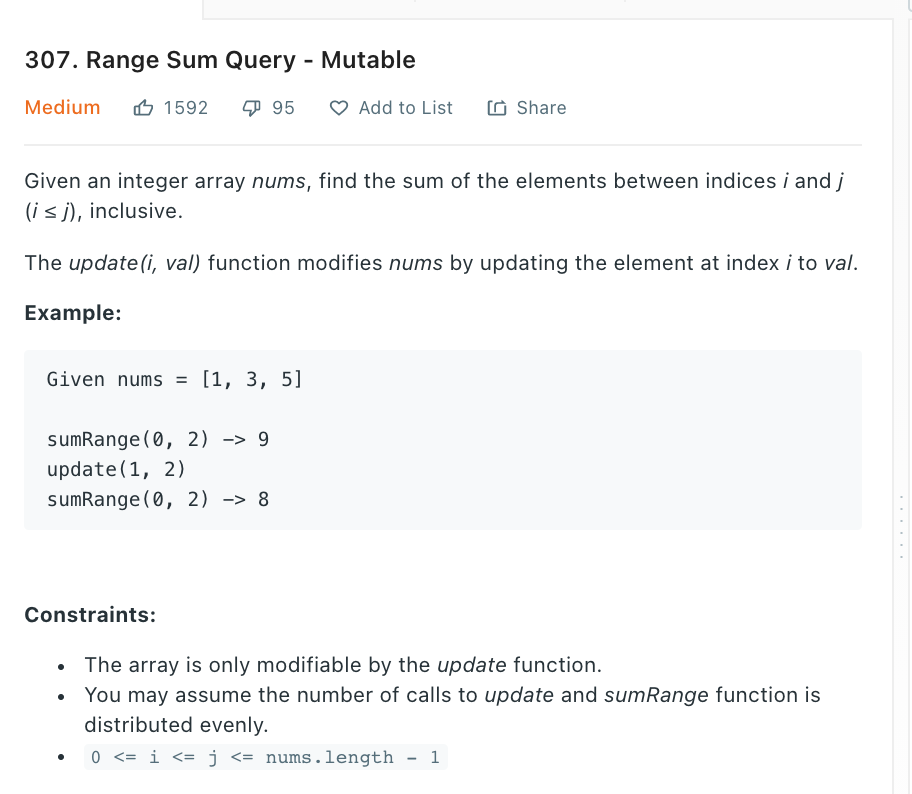 307. Range Sum Query - Mutable
Medium 1592 95 Add to List Share
Given an integer array nums, find the sum of the elements between indices i and j
(i ≤ j), inclusive.
The update(i, val) function modifies nums by updating the element at index i to val.
Example:
Given nums = [1, 3, 5]
sumRange(0, 2) -> 9
update(1, 2)
sumRange(0, 2) -> 8
Constraints:
• The array is only modifiable by the update function.
• You may assume the number of calls to update and sumRange function is
distributed evenly.
• 0 <= i <= j <= nums.length - 1